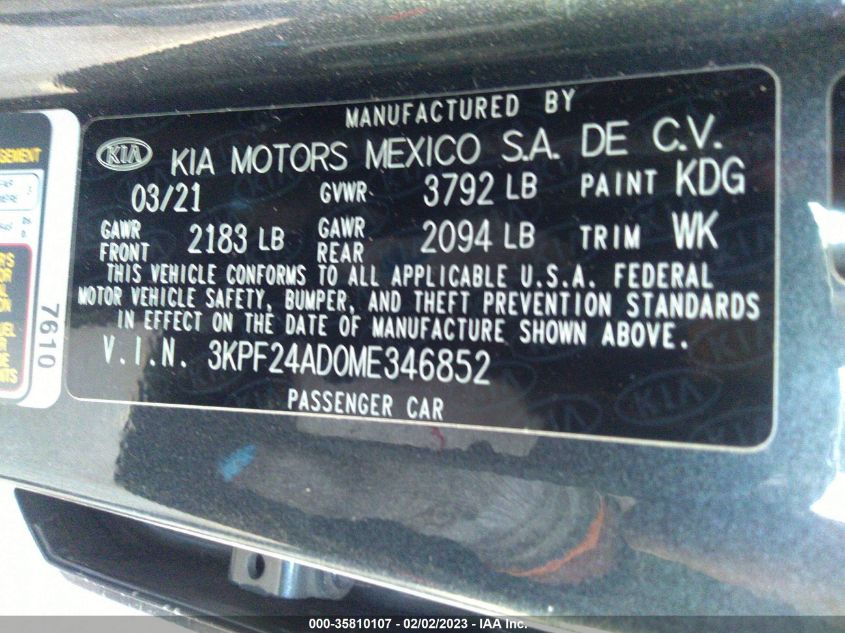 MANUFACTURED BY
KIA KIA MOTORS MEXICO S.A. DE C.V.
03/21 GVWR 3792 LB PAINT KDG
GAWR FRONT 2183 LB GAWR REAR 2094 LB TRIM WK
THIS VEHICLE CONFORMS TO ALL APPLICABLE U.S.A. FEDERAL
MOTOR VEHICLE SAFETY, BUMPER, AND THEFT PREVENTION STANDARDS
IN EFFECT ON THE DATE OF MANUFACTURE SHOWN ABOVE.
V.I.N. 3KPF24AD0ME346852
PASSENGER CAR
7610
000-35810107 - 02/02/2023 - IAA Inc.